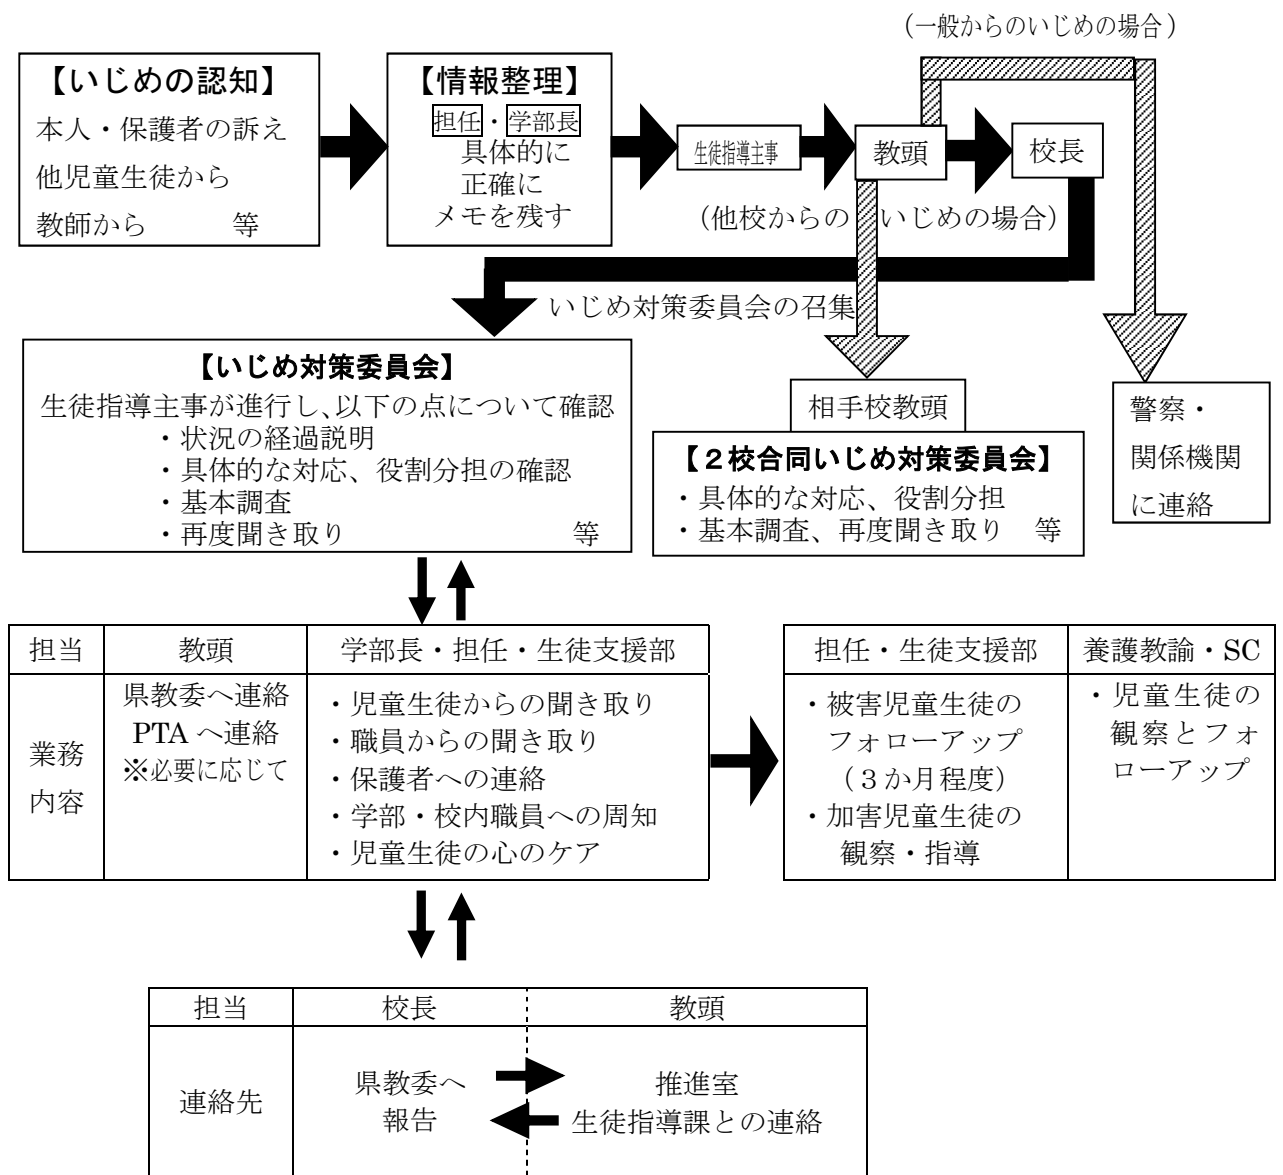 (一般からのいじめの場合)
【いじめの認知】
本人・保護者の訴え
他児童生徒から
教師から 等
【情報整理】
担任・学部長
具体的に
正確に
メモを残す
生徒指導主事
教頭
校長
(他校からの いじめの場合)
いじめ対策委員会の召集
【いじめ対策委員会】
生徒指導主事が進行し、以下の点について確認
・状況の経過説明
・具体的な対応、役割分担の確認
・基本調査
・再度聞き取り 等
相手校教頭
【2校合同いじめ対策委員会】
・具体的な対応、役割分担
・基本調査、再度聞き取り 等
警察・
関係機関
に連絡
担当 教頭 学部長・担任・生徒支援部
業務
内容
県教委へ連絡
PTAへ連絡
※必要に応じて
・児童生徒からの聞き取り
・職員からの聞き取り
・保護者への連絡
・学部・校内職員への周知
・児童生徒の心のケア
担任・生徒支援部 養護教諭・SC
・被害児童生徒の
フォローアップ
(3か月程度)
・加害児童生徒の
観察・指導
・児童生徒の
観察とフォ
ローアップ
担当 校長 教頭
連絡先
県教委へ
報告
推進室
生徒指導課との連絡